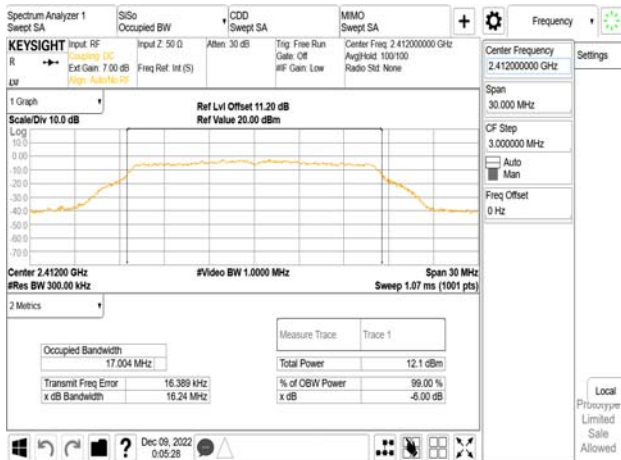 Spectrum Analyzer 1
Swept SA
SiSo
Occupied BW
CDD
Swept SA
MIMO
Swept SA
Frequency
KEYSIGHT
R
LXI
Input: RF
Coupling: DC
Ext Gain: 7.00 dB
Align: Auto/No RF
Input Z: 50 Ω
Freq Ref: Int (S)
Atten: 30 dB
Trig: Free Run
Gate: Off
#IF Gain: Low
Center Freq: 2.412000000 GHz
Avg|Hold: 100/100
Radio Std: None
Center Frequency
2.412000000 GHz
Settings
Span
30.000 MHz
CF Step
3.000000 MHz
Auto
Man
Freq Offset
0 Hz
1 Graph
Scale/Div 10.0 dB
Ref Lvl Offset 11.20 dB
Ref Value 20.00 dBm
Log
10.0
0.00
-10.0
-20.0
-30.0
-40.0
-50.0
-60.0
-70.0
Center 2.41200 GHz
#Res BW 300.00 kHz
#Video BW 1.0000 MHz
Span 30 MHz
Sweep 1.07 ms (1001 pts)
2 Metrics
Measure Trace Trace 1
Occupied Bandwidth
17.004 MHz
Total Power 12.1 dBm
Transmit Freq Error 16.389 kHz
% of OBW Power 99.00 %
x dB Bandwidth 16.24 MHz
x dB -6.00 dB
Dec 09, 2022
0:05:28
Local
Prototype
Limited
Sale
Allowed